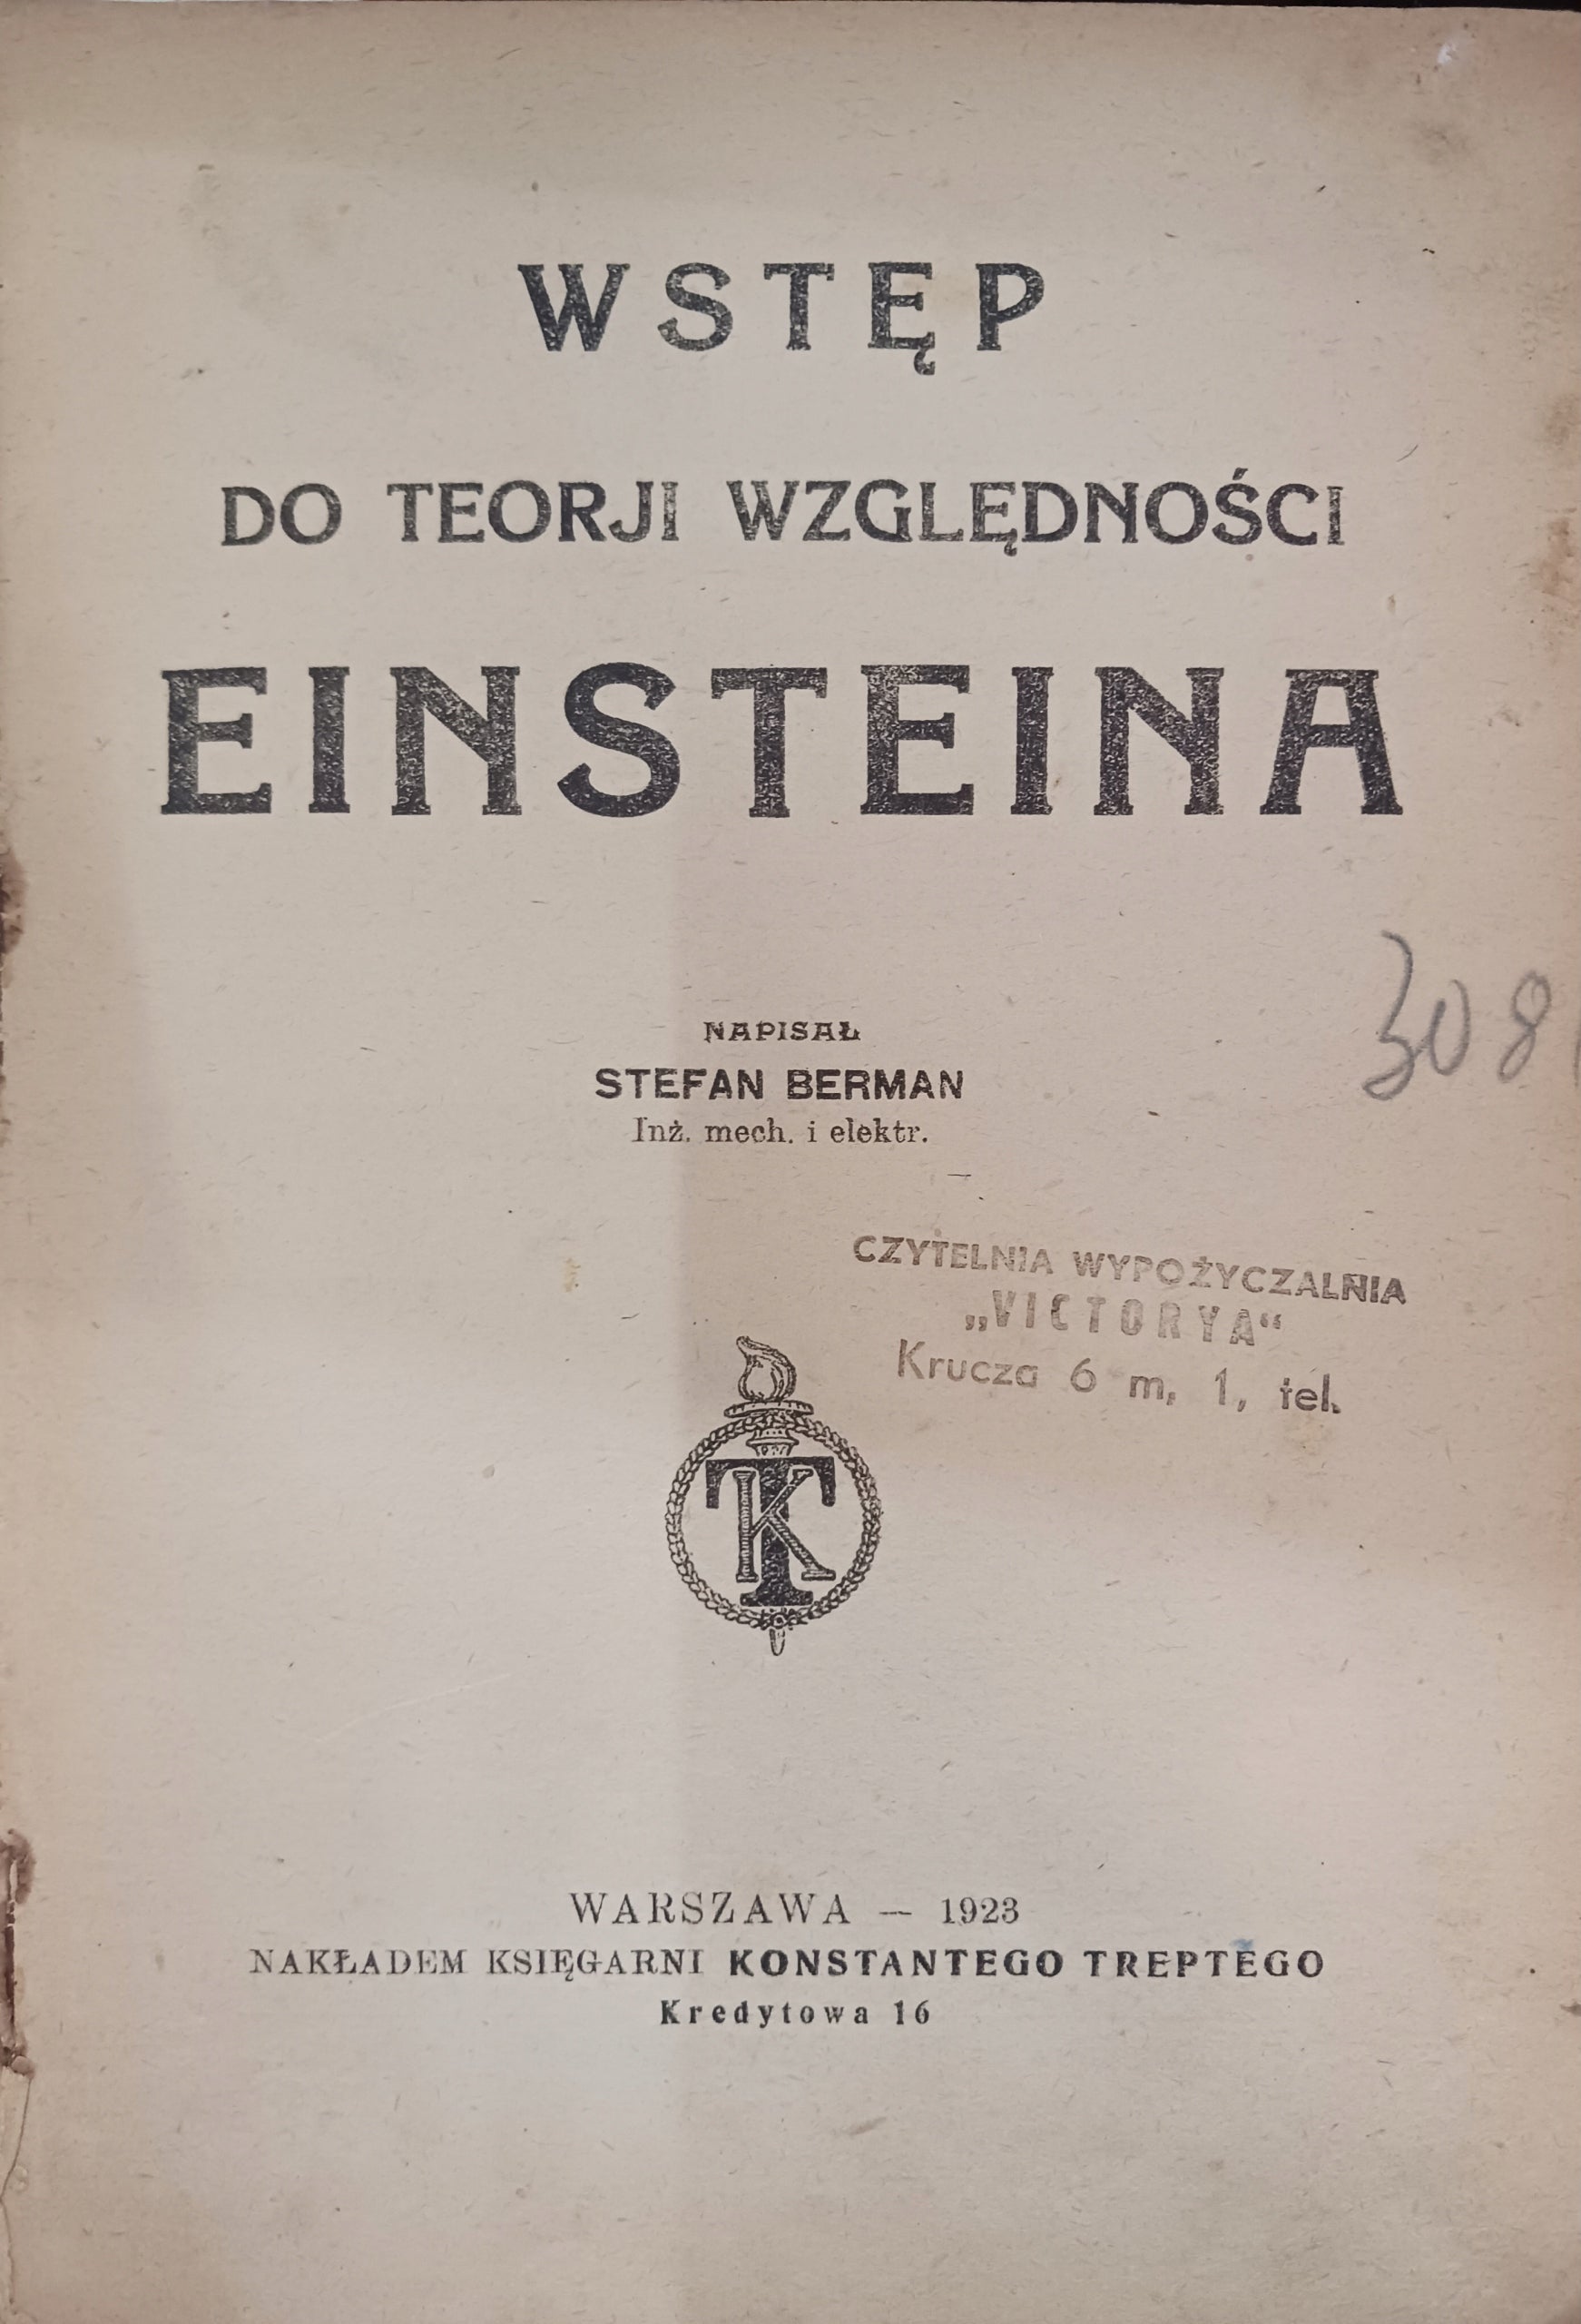 WSTĘP
DO TEORJI WZGLĘDNOŚCI
EINSTEINA
NAPISAŁ
STEFAN BERMAN
Inż. mech. i elektr.
308
CZYTELNIA WYPOŻYCZALNIA
„VICTORYA“
Krucza 6 m, 1, tel.
TK
WARSZAWA — 1923
NAKŁADEM KSIĘGARNI KONSTANTEGO TREPTEGO
Kredytowa 16